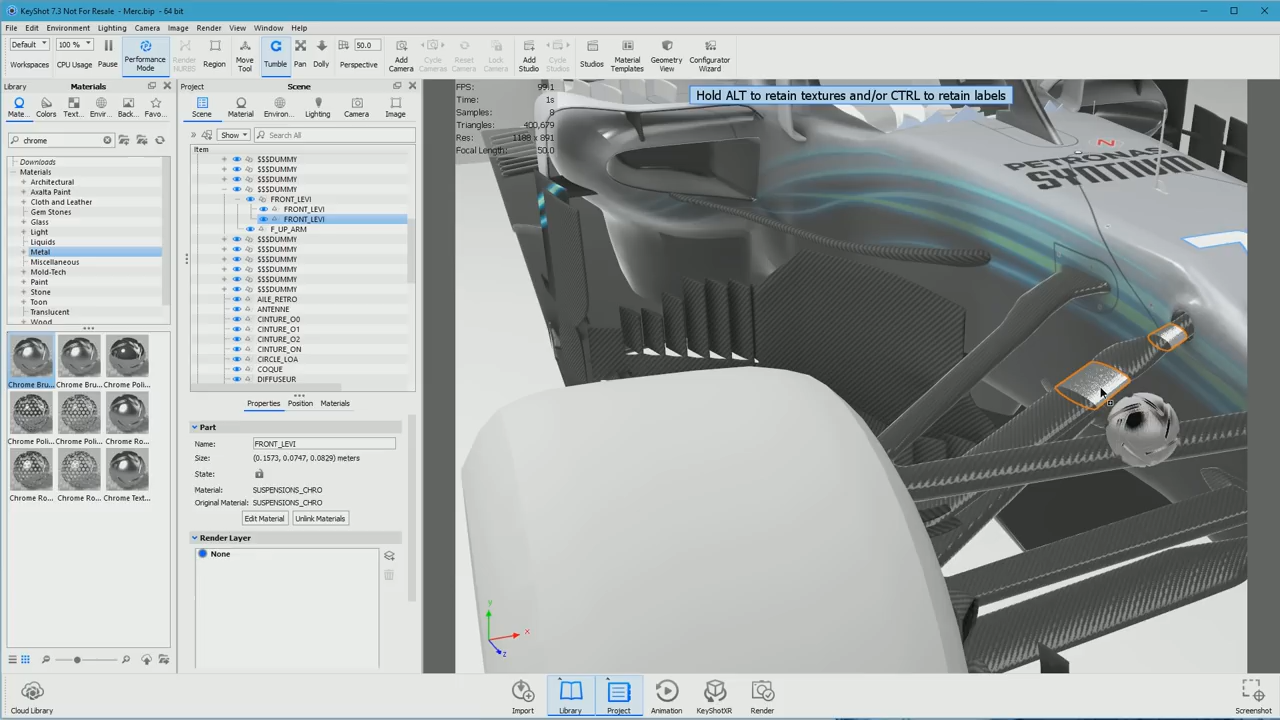 KeyShot 7.3 Not For Resale - Merc.bip - 64 bit
File Edit Environment Lighting Camera Image Render View Window Help
Default 100 % 50.0
Workspaces CPU Usage Pause Performance Mode Render NURBS Region Move Tool Tumble Pan Dolly Perspective Add Camera Cycle Cameras Reset Camera Lock Camera Add Studio Cycle Studios Studios Material Templates Geometry View Configurator Wizard
Library Materials
Mate... Colors Text... Envi... Back... Favo...
chrome
Downloads
Materials
Architectural
Axalta Paint
Cloth and Leather
Gem Stones
Glass
Light
Liquids
Metal
Miscellaneous
Mold-Tech
Paint
Stone
Toon
Translucent
Wood
Chrome Bru... Chrome Bru... Chrome Poli...
Chrome Poli... Chrome Poli... Chrome Ro...
Chrome Ro... Chrome Ro... Chrome Text...
Project Scene
Scene Material Environ... Lighting Camera Image
Show Search All
Item
$$$DUMMY
$$$DUMMY
$$$DUMMY
$$$DUMMY
FRONT_LEVI
FRONT_LEVI
FRONT_LEVI
F_UP_ARM
$$$DUMMY
$$$DUMMY
$$$DUMMY
$$$DUMMY
$$$DUMMY
$$$DUMMY
AILE_RETRO
ANTENNE
CINTURE_O0
CINTURE_O1
CINTURE_O2
CINTURE_ON
CIRCLE_LOA
COQUE
DIFFUSEUR
Properties Position Materials
Part
Name: FRONT_LEVI
Size: (0.1573, 0.0747, 0.0829) meters
State:
Material: SUSPENSIONS_CHRO
Original Material: SUSPENSIONS_CHRO
Edit Material Unlink Materials
Render Layer
None
FPS: 99.1
Time: 1s
Samples: 8
Triangles: 400,679
Res: 1188 x 891
Focal Length: 50.0
Hold ALT to retain textures and/or CTRL to retain labels
PETRONAS
y
x
z
Cloud Library Import Library Project Animation KeyShotXR Render Screenshot